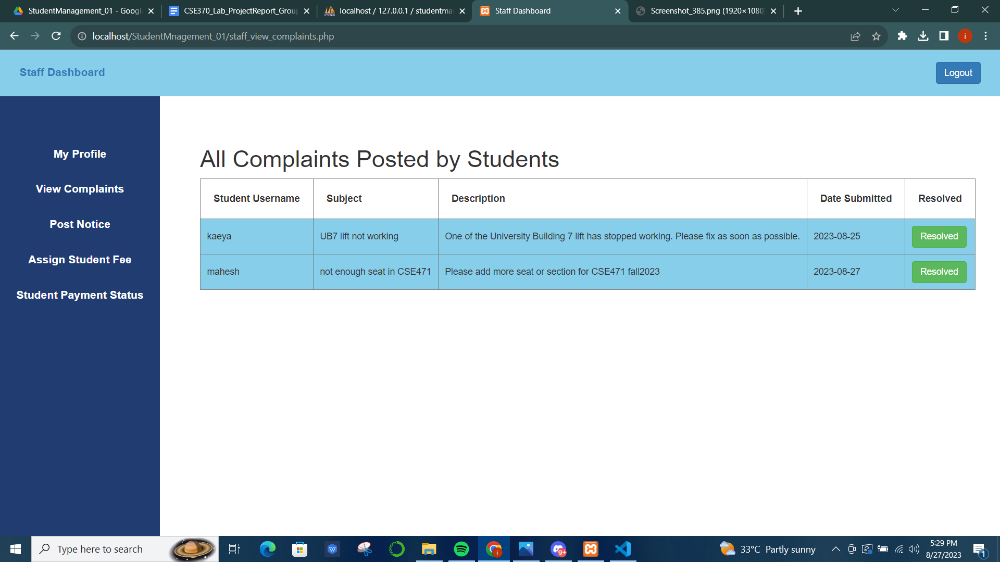 StudentManagement_01 - Googl
CSE370_Lab_ProjectReport_Grou
localhost / 127.0.0.1 / studentma
Staff Dashboard
Screenshot_385.png (1920×1080)
localhost/StudentMnagement_01/staff_view_complaints.php
i
Staff Dashboard
Logout
My Profile
View Complaints
Post Notice
Assign Student Fee
Student Payment Status
All Complaints Posted by Students
Student Username Subject Description Date Submitted Resolved
kaeya UB7 lift not working One of the University Building 7 lift has stopped working. Please fix as soon as possible. 2023-08-25 Resolved
mahesh not enough seat in CSE471 Please add more seat or section for CSE471 fall2023 2023-08-27 Resolved
Type here to search
9+
33°C Partly sunny
5:29 PM
8/27/2023
1